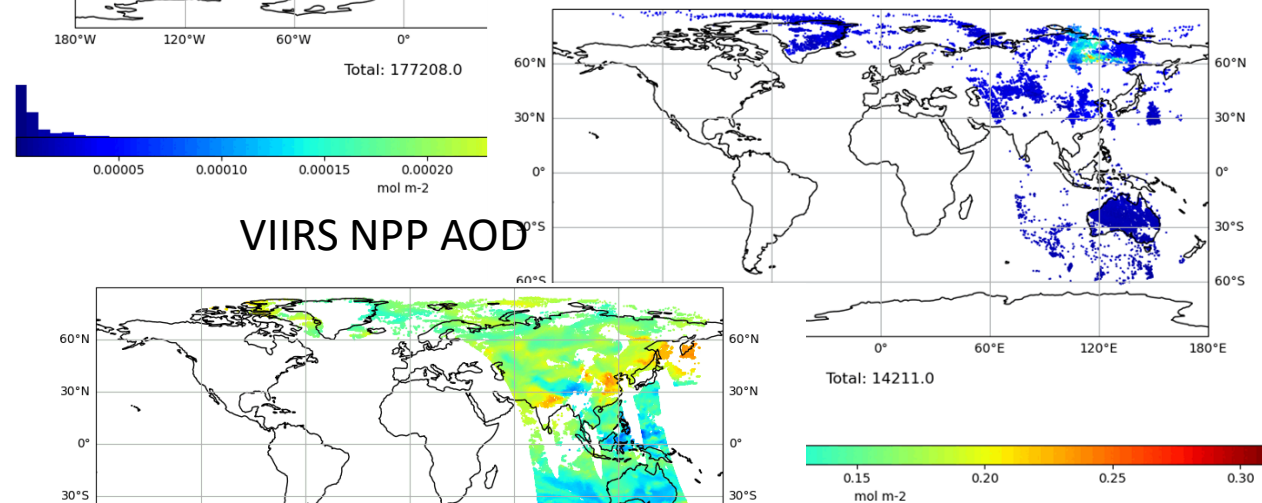 180°W 120°W 60°W 0°
Total: 177208.0
0.00005 0.00010 0.00015 0.00020
mol m-2
60°N
30°N
0°
30°S
60°S
60°N
30°N
0°
30°S
60°S
0° 60°E 120°E 180°E
Total: 14211.0
VIIRS NPP AOD
60°N
30°N
0°
30°S
60°N
30°N
0°
30°S
0.15 0.20 0.25 0.30
mol m-2